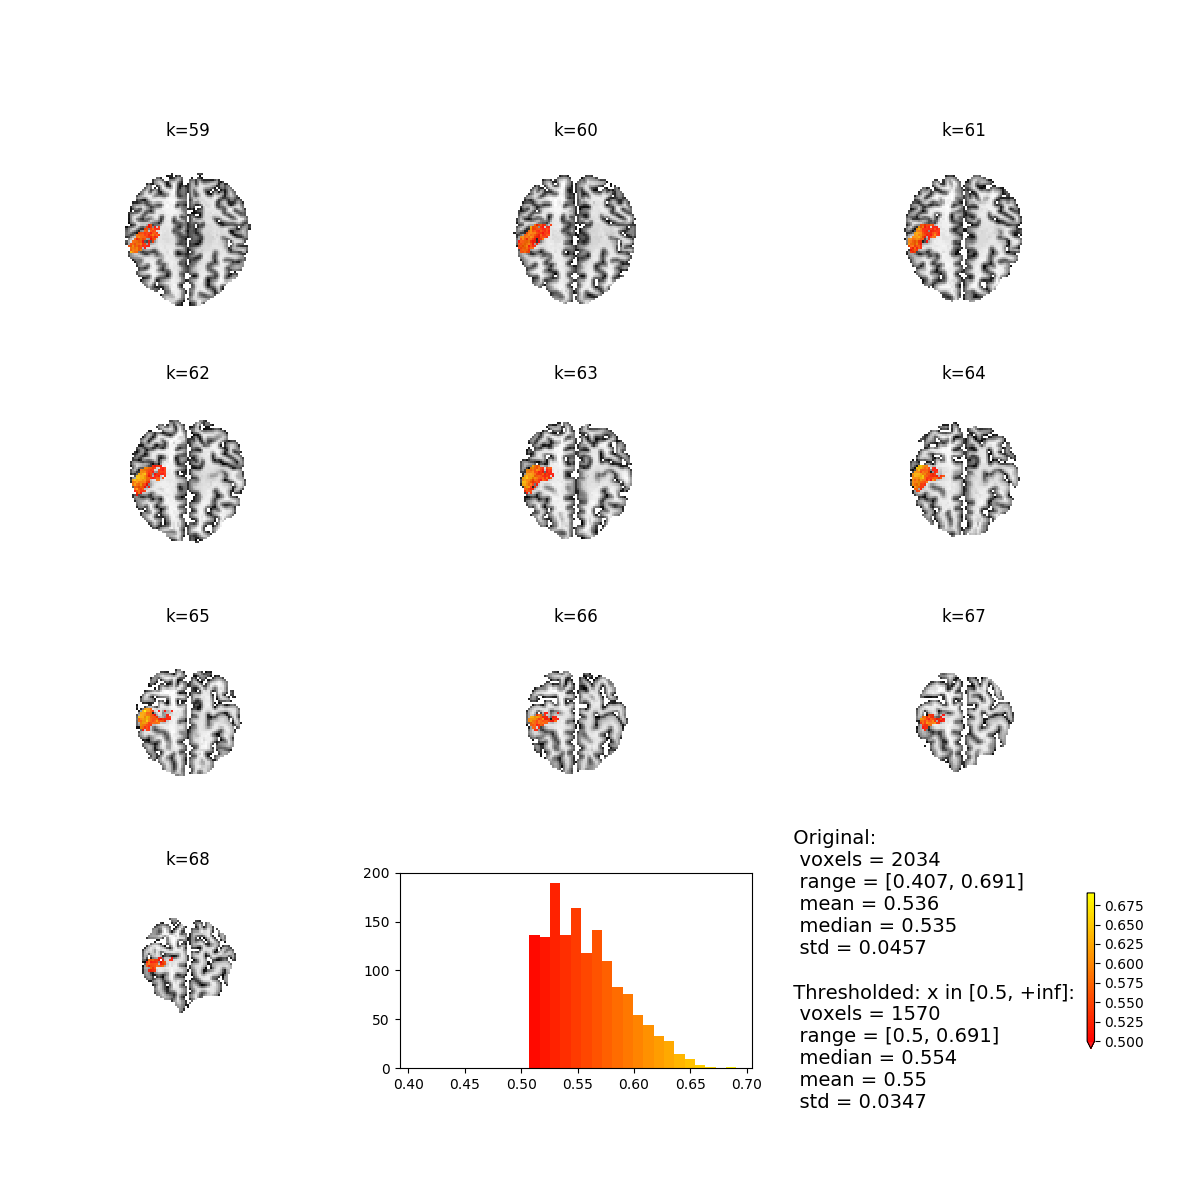 k=59
k=60
k=61
k=62
k=63
k=64
k=65
k=66
k=67
k=68
200
150
100
50
0
0.40
0.45
0.50
0.55
0.60
0.65
0.70
Original:
voxels = 2034
range = [0.407, 0.691]
mean = 0.536
median = 0.535
std = 0.0457
Thresholded: x in [0.5, +inf]:
voxels = 1570
range = [0.5, 0.691]
median = 0.554
mean = 0.55
std = 0.0347
0.675
0.650
0.625
0.600
0.575
0.550
0.525
0.500